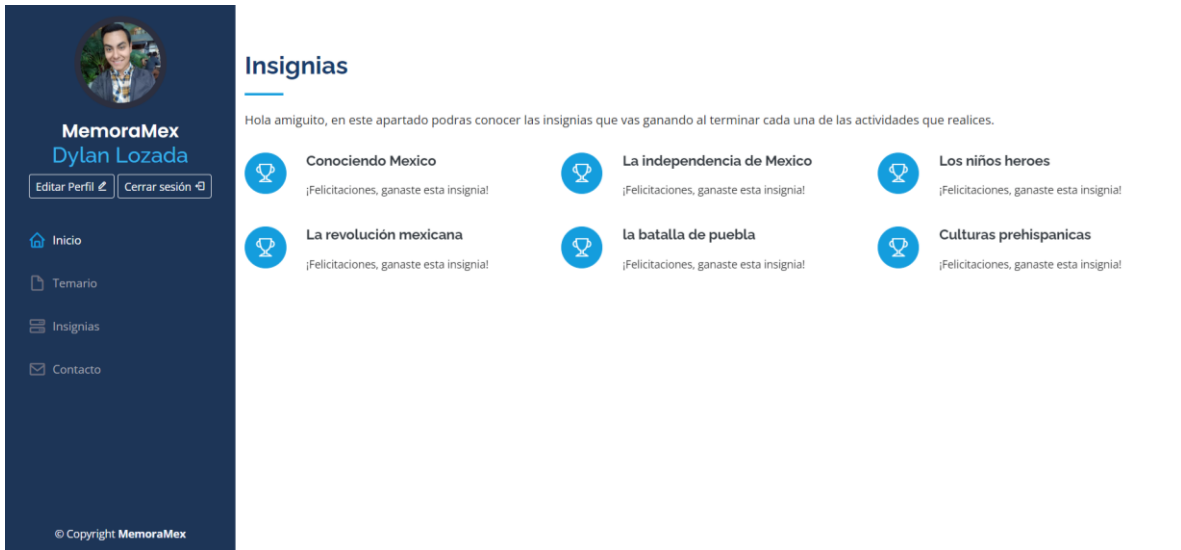 MemoraMex
Dylan Lozada
Editar Perfil
Cerrar sesión
Inicio
Temario
Insignias
Contacto
© Copyright MemoraMex
Insignias
Hola amiguito, en este apartado podras conocer las insignias que vas ganando al terminar cada una de las actividades que realices.
Conociendo Mexico
¡Felicitaciones, ganaste esta insignia!
La independencia de Mexico
¡Felicitaciones, ganaste esta insignia!
Los niños heroes
¡Felicitaciones, ganaste esta insignia!
La revolución mexicana
¡Felicitaciones, ganaste esta insignia!
la batalla de puebla
¡Felicitaciones, ganaste esta insignia!
Culturas prehispanicas
¡Felicitaciones, ganaste esta insignia!